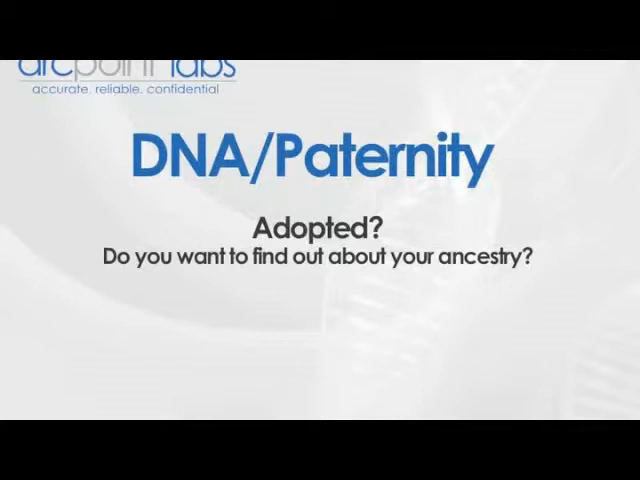 arcpoint labs
accurate. reliable. confidential
DNA/Paternity
Adopted?
Do you want to find out about your ancestry?